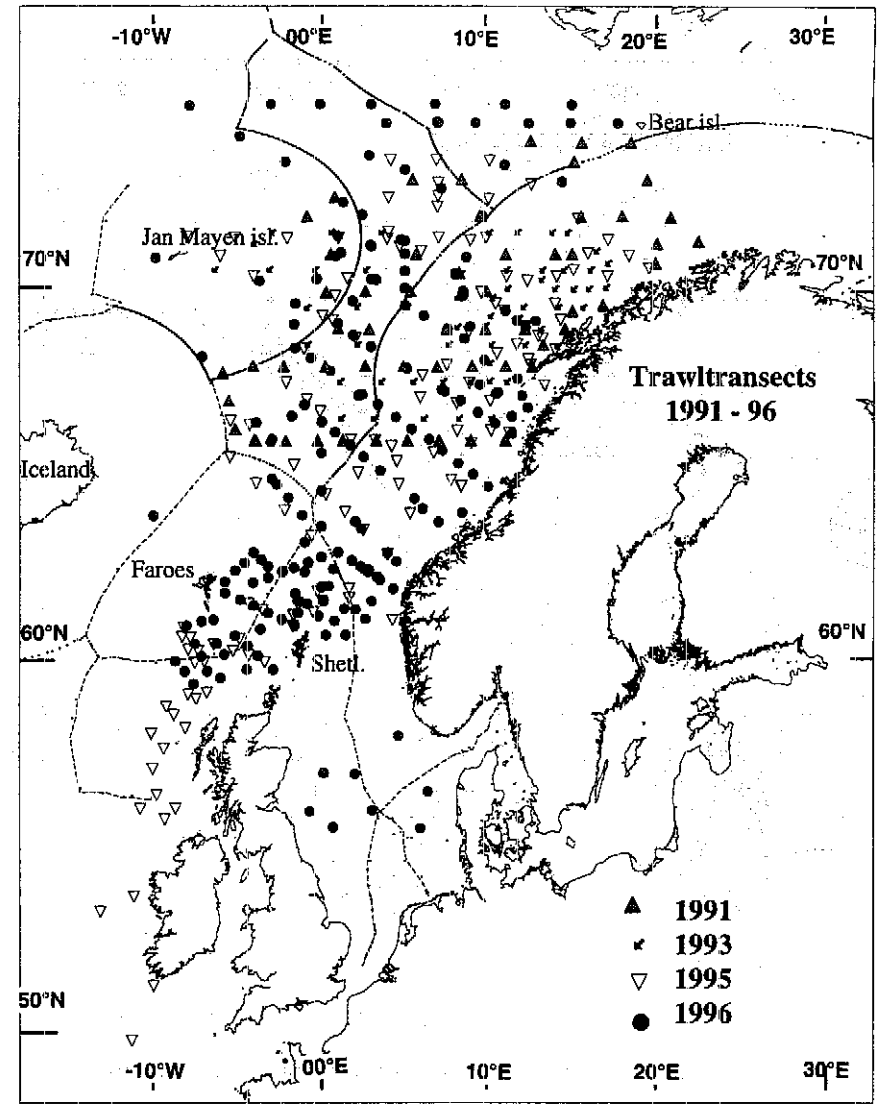 -10°W 00°E 10°E 20°E 30°E
Bear isl.
Jan Mayen isl.
70°N 70°N
Trawltransects
1991 - 96
Iceland
Faroes
60°N 60°N
Shetl.
1991
1993
1995
1996
50°N
-10°W 00°E 10°E 20°E 30°E